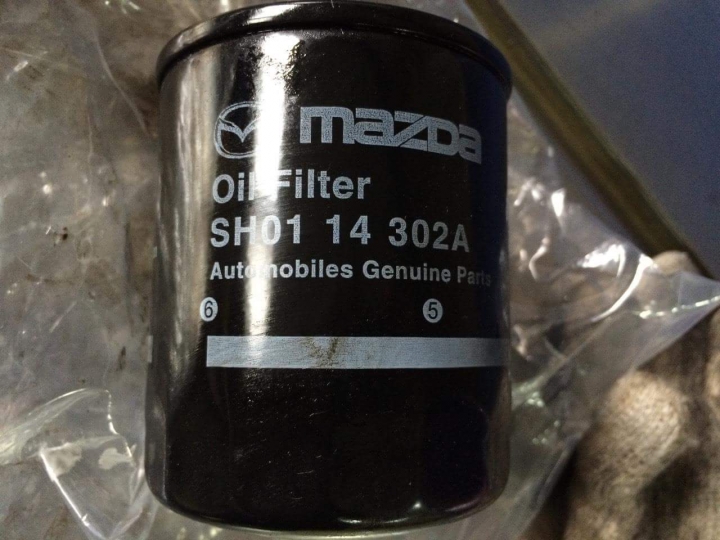 mazda
Oil Filter
SH01 14 302A
Automobiles Genuine Parts
6 5